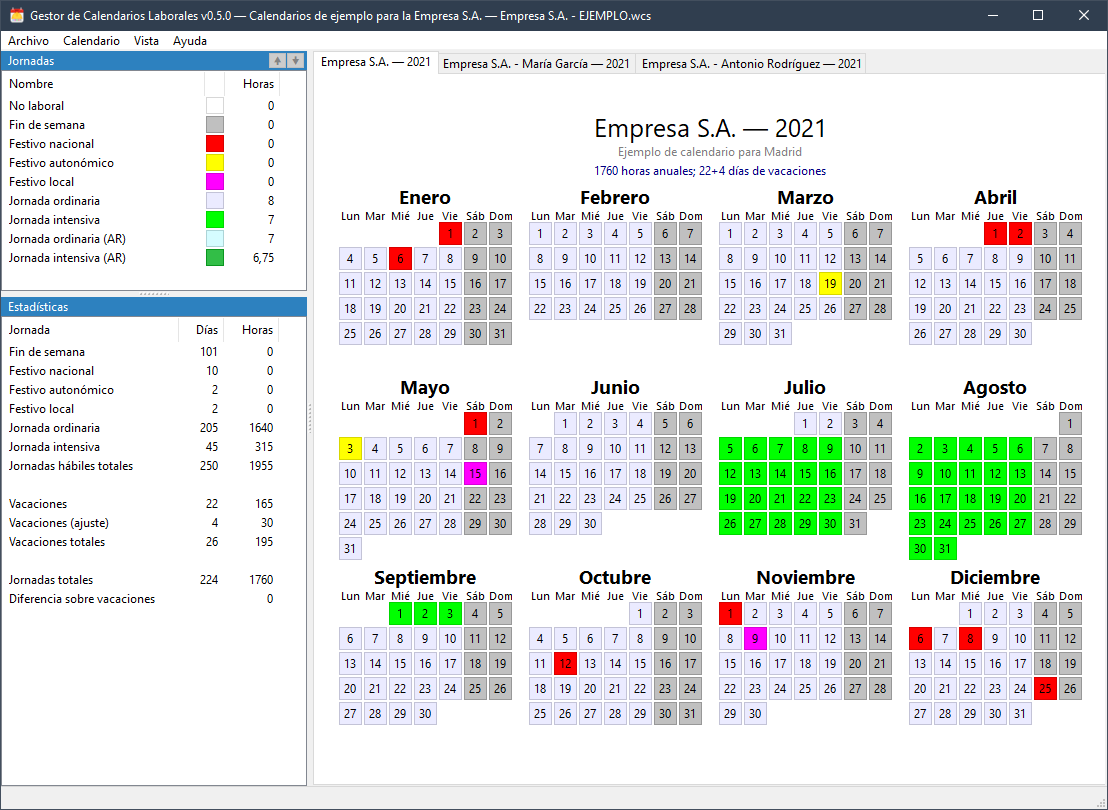 Gestor de Calendarios Laborales v0.5.0 — Calendarios de ejemplo para la Empresa S.A. — Empresa S.A. - EJEMPLO.wcs
Archivo Calendario Vista Ayuda
Jornadas
Nombre Horas
No laboral 0
Fin de semana 0
Festivo nacional 0
Festivo autonómico 0
Festivo local 0
Jornada ordinaria 8
Jornada intensiva 7
Jornada ordinaria (AR) 7
Jornada intensiva (AR) 6,75
Estadísticas
Jornada Días Horas
Fin de semana 101 0
Festivo nacional 10 0
Festivo autonómico 2 0
Festivo local 2 0
Jornada ordinaria 205 1640
Jornada intensiva 45 315
Jornadas hábiles totales 250 1955
Vacaciones 22 165
Vacaciones (ajuste) 4 30
Vacaciones totales 26 195
Jornadas totales 224 1760
Diferencia sobre vacaciones 0
Empresa S.A. — 2021 Empresa S.A. - María García — 2021 Empresa S.A. - Antonio Rodríguez — 2021
Empresa S.A. — 2021
Ejemplo de calendario para Madrid
1760 horas anuales; 22+4 días de vacaciones
Enero
Lun Mar Mié Jue Vie Sáb Dom
1 2 3
4 5 6 7 8 9 10
11 12 13 14 15 16 17
18 19 20 21 22 23 24
25 26 27 28 29 30 31
Febrero
Lun Mar Mié Jue Vie Sáb Dom
1 2 3 4 5 6 7
8 9 10 11 12 13 14
15 16 17 18 19 20 21
22 23 24 25 26 27 28
Marzo
Lun Mar Mié Jue Vie Sáb Dom
1 2 3 4 5 6 7
8 9 10 11 12 13 14
15 16 17 18 19 20 21
22 23 24 25 26 27 28
29 30 31
Abril
Lun Mar Mié Jue Vie Sáb Dom
1 2 3 4
5 6 7 8 9 10 11
12 13 14 15 16 17 18
19 20 21 22 23 24 25
26 27 28 29 30
Mayo
Lun Mar Mié Jue Vie Sáb Dom
1 2
3 4 5 6 7 8 9
10 11 12 13 14 15 16
17 18 19 20 21 22 23
24 25 26 27 28 29 30
31
Junio
Lun Mar Mié Jue Vie Sáb Dom
1 2 3 4 5 6
7 8 9 10 11 12 13
14 15 16 17 18 19 20
21 22 23 24 25 26 27
28 29 30
Julio
Lun Mar Mié Jue Vie Sáb Dom
1 2 3 4
5 6 7 8 9 10 11
12 13 14 15 16 17 18
19 20 21 22 23 24 25
26 27 28 29 30 31
Agosto
Lun Mar Mié Jue Vie Sáb Dom
1
2 3 4 5 6 7 8
9 10 11 12 13 14 15
16 17 18 19 20 21 22
23 24 25 26 27 28 29
30 31
Septiembre
Lun Mar Mié Jue Vie Sáb Dom
1 2 3 4 5
6 7 8 9 10 11 12
13 14 15 16 17 18 19
20 21 22 23 24 25 26
27 28 29 30
Octubre
Lun Mar Mié Jue Vie Sáb Dom
1 2 3
4 5 6 7 8 9 10
11 12 13 14 15 16 17
18 19 20 21 22 23 24
25 26 27 28 29 30 31
Noviembre
Lun Mar Mié Jue Vie Sáb Dom
1 2 3 4 5 6 7
8 9 10 11 12 13 14
15 16 17 18 19 20 21
22 23 24 25 26 27 28
29 30
Diciembre
Lun Mar Mié Jue Vie Sáb Dom
1 2 3 4 5
6 7 8 9 10 11 12
13 14 15 16 17 18 19
20 21 22 23 24 25 26
27 28 29 30 31